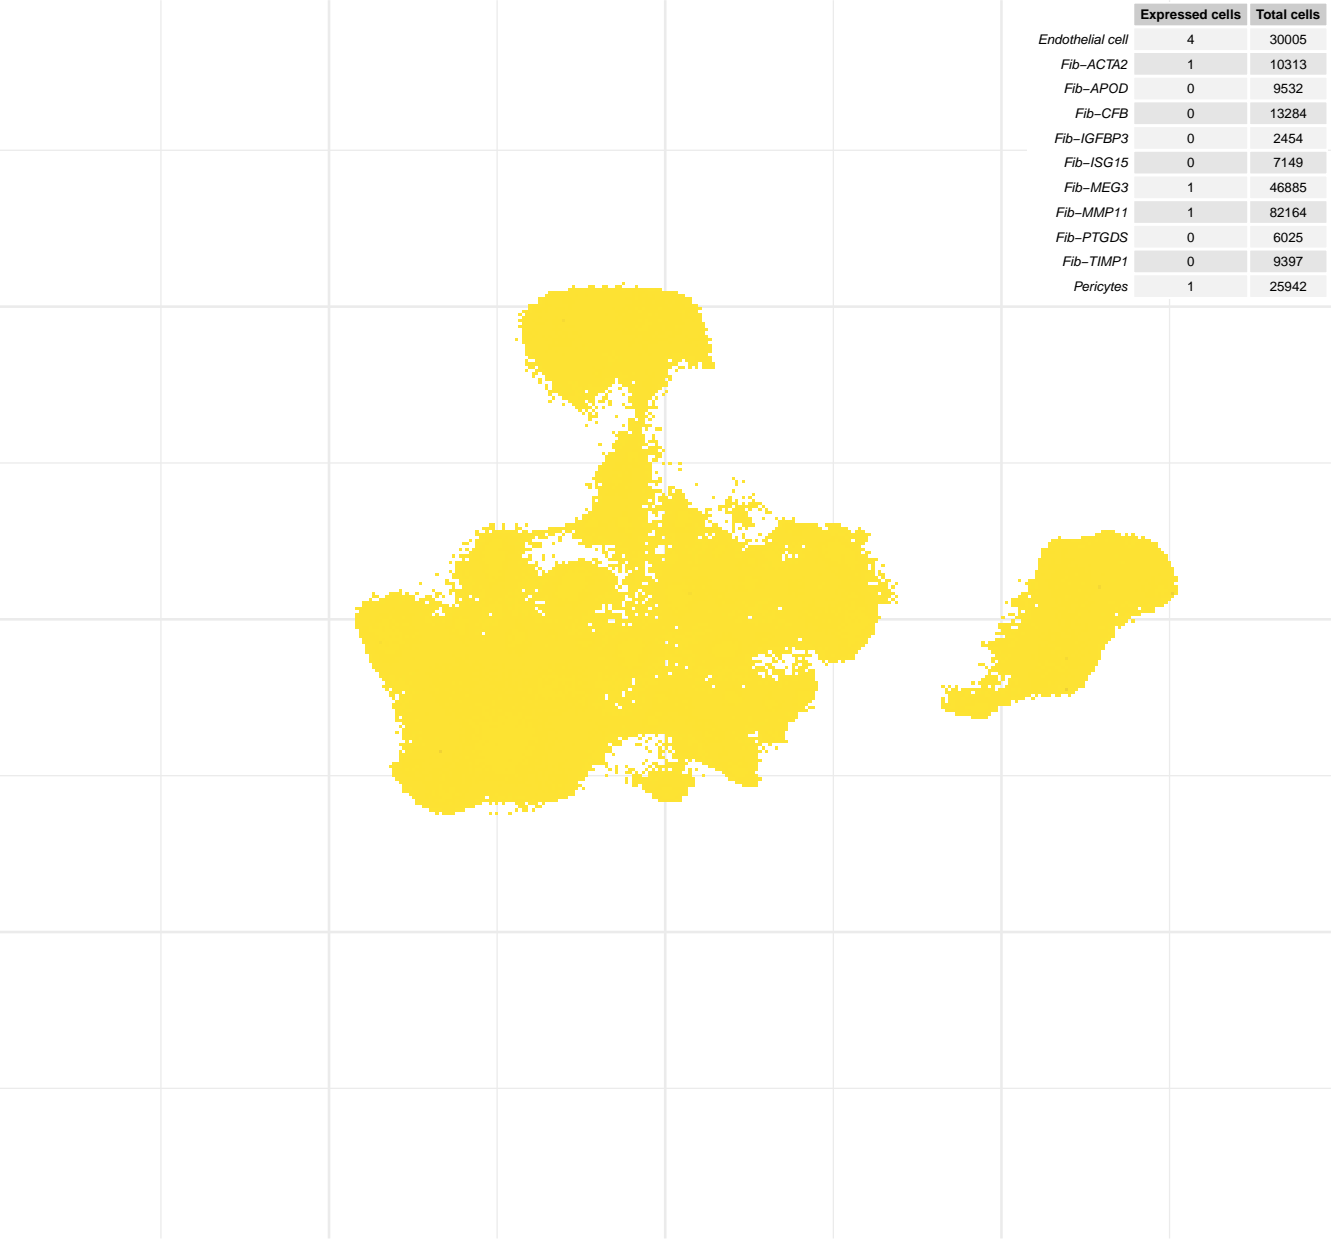 Expressed cells Total cells
Endothelial cell 4 30005
Fib−ACTA2 1 10313
Fib−APOD 0 9532
Fib−CFB 0 13284
Fib−IGFBP3 0 2454
Fib−ISG15 0 7149
Fib−MEG3 1 46885
Fib−MMP11 1 82164
Fib−PTGDS 0 6025
Fib−TIMP1 0 9397
Pericytes 1 25942